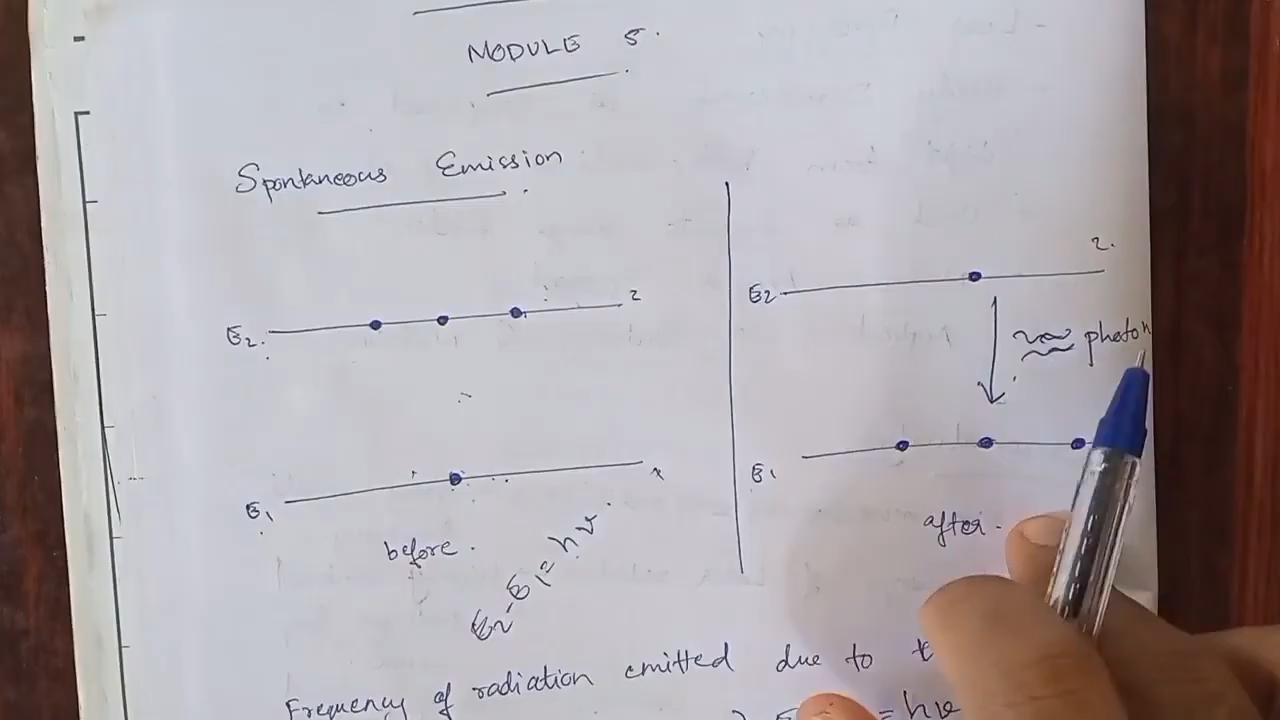 MODULE 5.
Spontaneous Emission
E2. 2
E1 1
before.
E2-E1= hν.
E2 2.
photon
E1
after.
Frequency of radiation emitted due to
= hν